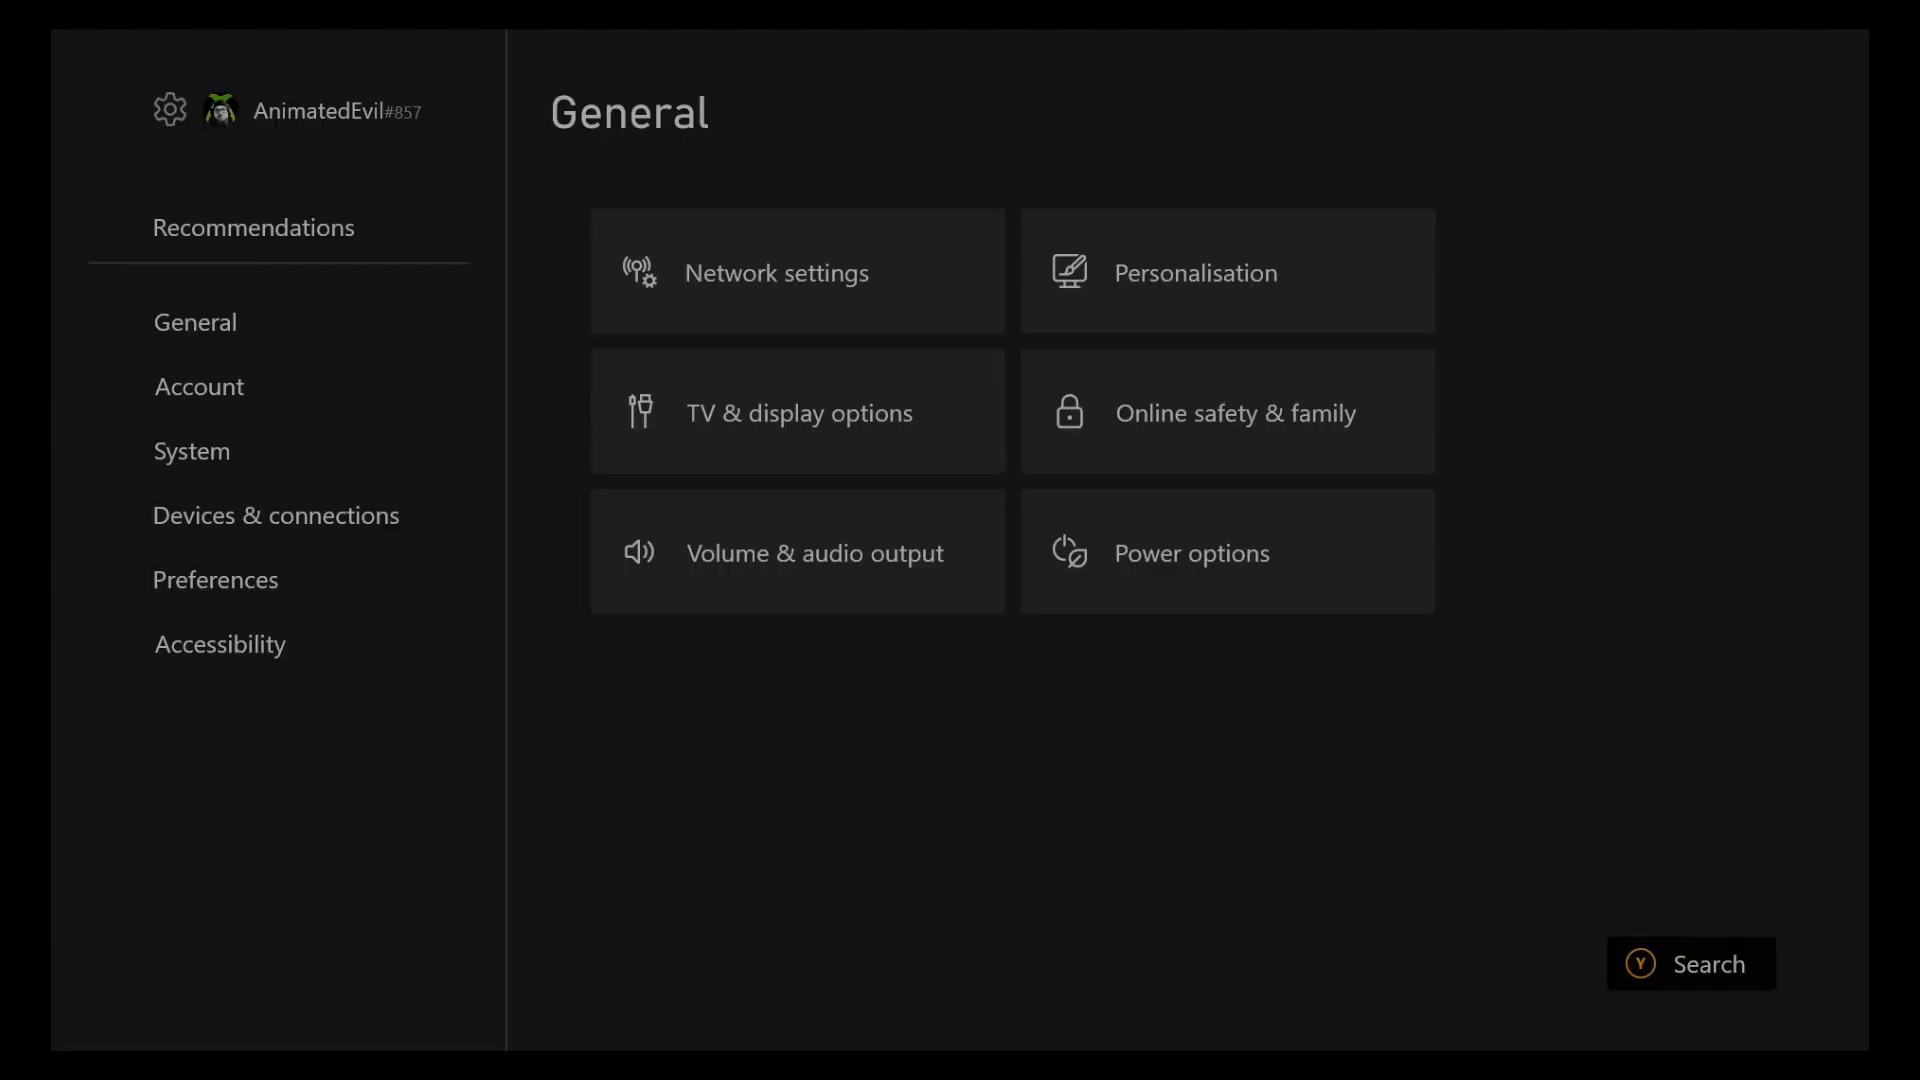 AnimatedEvil#857
Recommendations
General
Account
System
Devices & connections
Preferences
Accessibility
General
Network settings
Personalisation
TV & display options
Online safety & family
Volume & audio output
Power options
Y Search